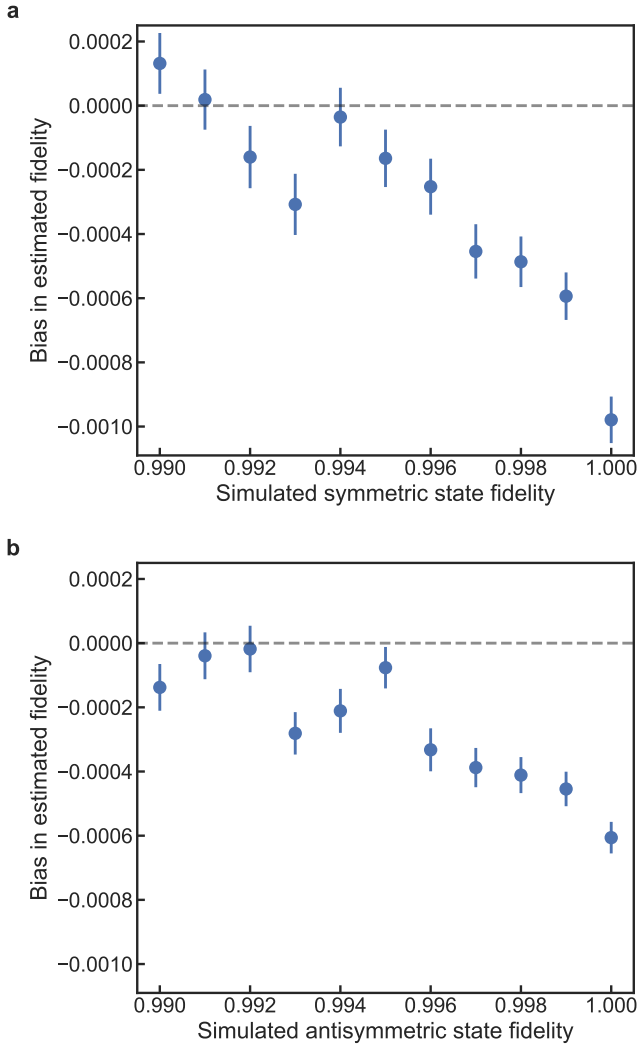 a
0.0002
0.0000
−0.0002
−0.0004
−0.0006
−0.0008
−0.0010
Bias in estimated fidelity
0.990 0.992 0.994 0.996 0.998 1.000
Simulated symmetric state fidelity
b
0.0002
0.0000
−0.0002
−0.0004
−0.0006
−0.0008
−0.0010
Bias in estimated fidelity
0.990 0.992 0.994 0.996 0.998 1.000
Simulated antisymmetric state fidelity